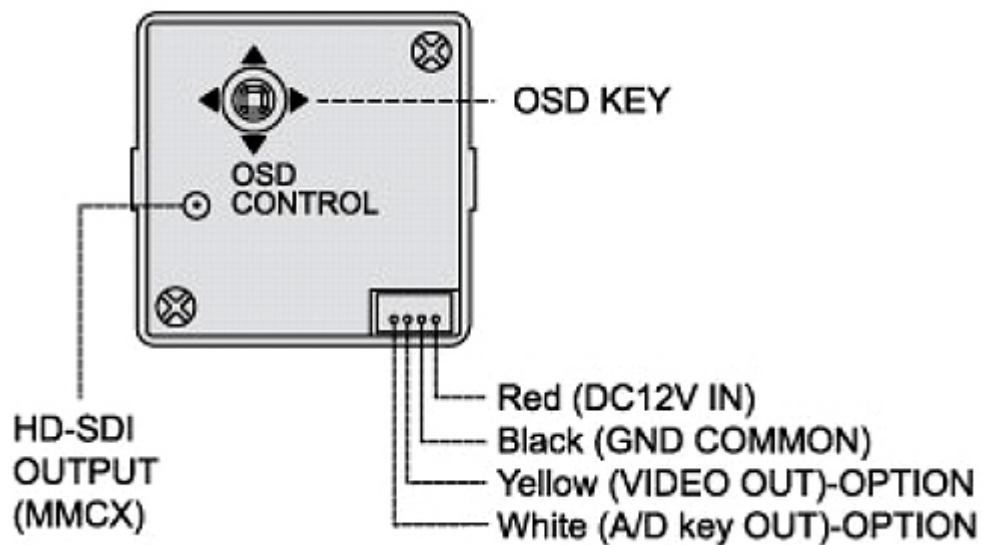 OSD KEY
OSD
CONTROL
HD-SDI
OUTPUT
(MMCX)
Red (DC12V IN)
Black (GND COMMON)
Yellow (VIDEO OUT)-OPTION
White (A/D key OUT)-OPTION